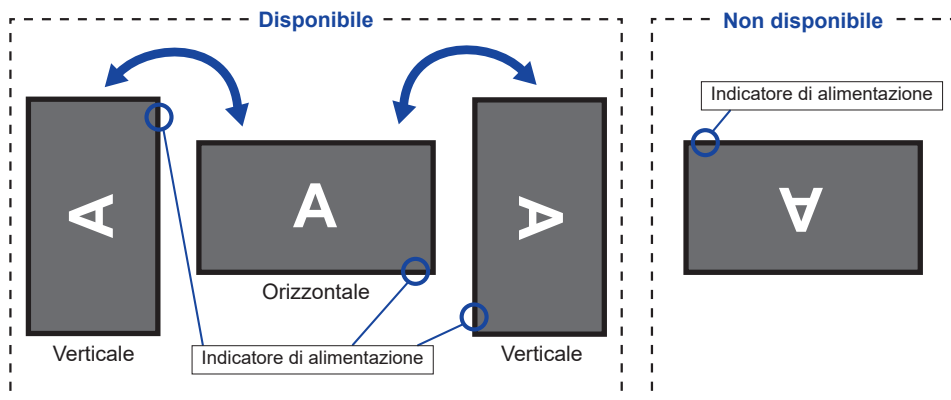 Disponibile
Non disponibile
Indicatore di alimentazione
A
A
A
A
Orizzontale
Verticale
Indicatore di alimentazione
Verticale